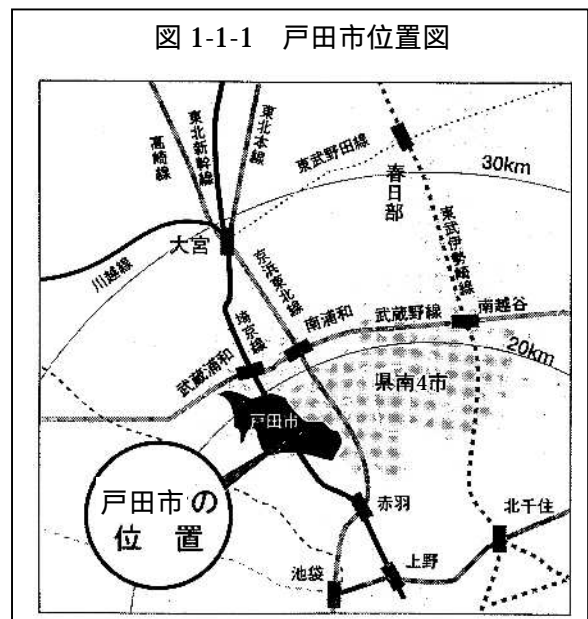 図 1-1-1 戸田市位置図
高崎線
東北新幹線
東北本線
東武野田線
30km
春日部
東武伊勢崎線
大宮
川越線
京浜東北線
埼京線
南浦和
武蔵野線
南越谷
武蔵浦和
20km
県南4市
戸田市
戸田市の
位置
赤羽
北千住
池袋
上野